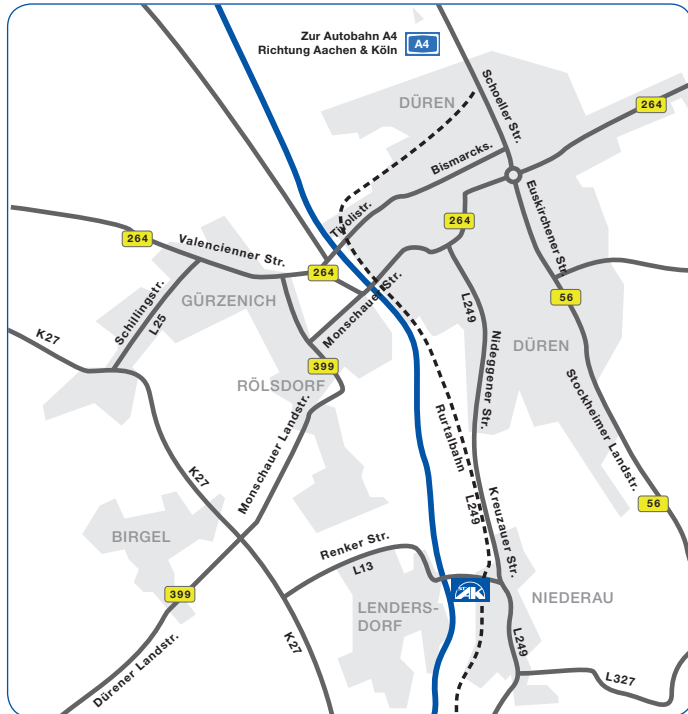 Zur Autobahn A4
Richtung Aachen & Köln
A4
DÜREN
Schoeller Str.
264
Bismarcks.
Tivolistr.
264
Euskirchener Str.
264
Valencienner Str.
264
56
Schillingstr.
L25
GÜRZENICH
Monschauer Str.
L249
K27
Nideggener Str.
DÜREN
399
RÖLSDORF
Stockheimer Landstr.
Monschauer Landstr.
Rurtalbahn
K27
L249
Kreuzauer Str.
56
BIRGEL
Renker Str.
L13
AK
399
LENDERS-
DORF
NIEDERAU
K27
L249
Dürener Landstr.
L327